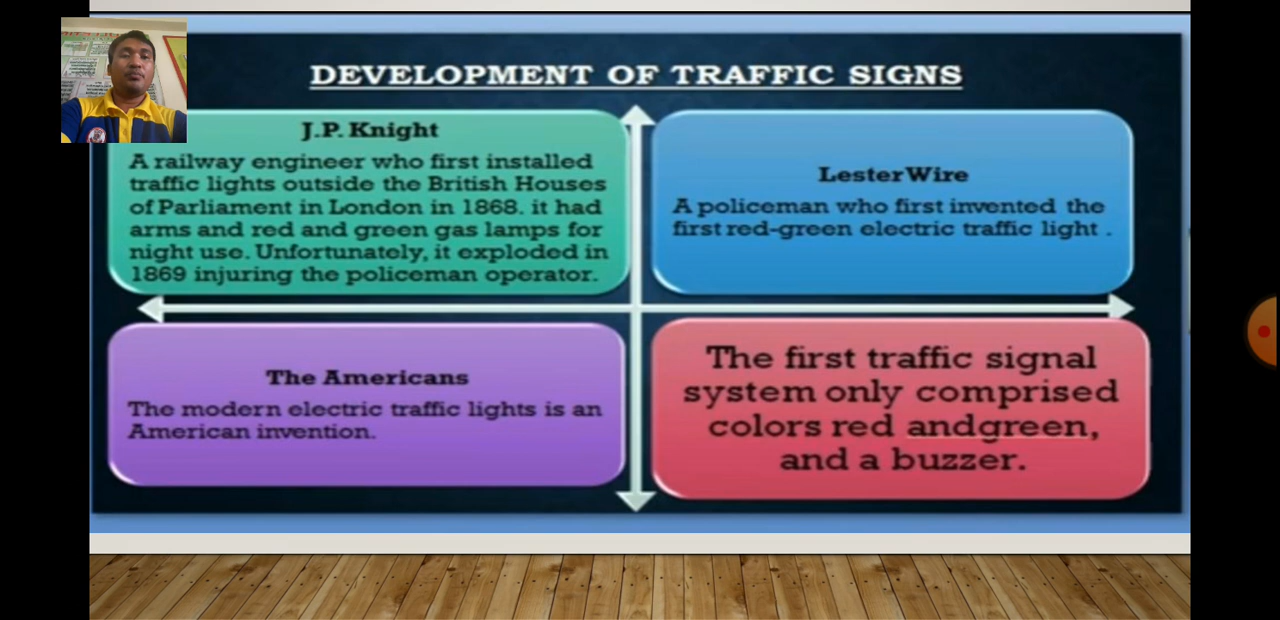 DEVELOPMENT OF TRAFFIC SIGNS
J.P. Knight
A railway engineer who first installed
traffic lights outside the British Houses
of Parliament in London in 1868. it had
arms and red and green gas lamps for
night use. Unfortunately, it exploded in
1869 injuring the policeman operator.
Lester Wire
A policeman who first invented the
first red-green electric traffic light .
The Americans
The modern electric traffic lights is an
American invention.
The first traffic signal
system only comprised
colors red andgreen,
and a buzzer.